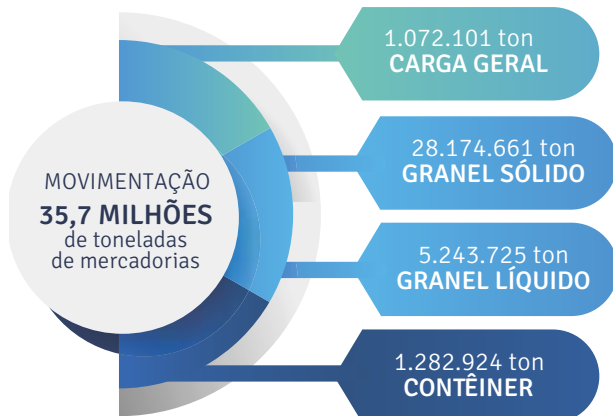 MOVIMENTAÇÃO
35,7 MILHÕES
de toneladas
de mercadorias
1.072.101 ton
CARGA GERAL
28.174.661 ton
GRANEL SÓLIDO
5.243.725 ton
GRANEL LÍQUIDO
1.282.924 ton
CONTÊINER